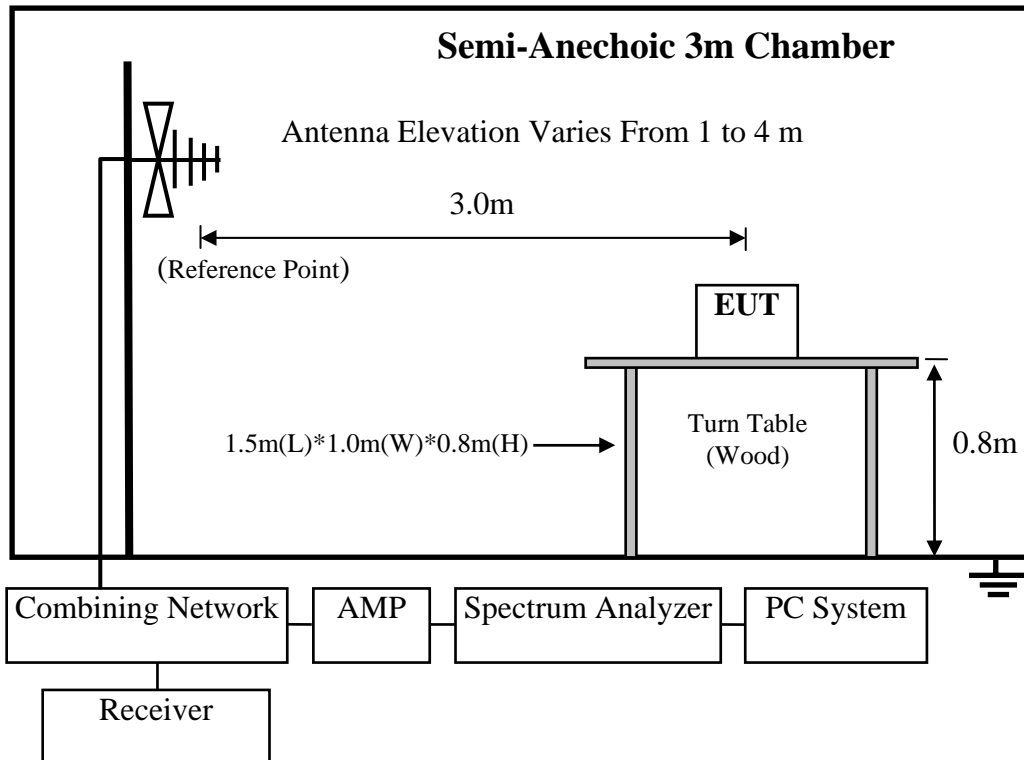 Semi-Anechoic 3m Chamber
Antenna Elevation Varies From 1 to 4 m
3.0m
(Reference Point)
EUT
1.5m(L)*1.0m(W)*0.8m(H)
Turn Table
(Wood)
0.8m
Combining Network
AMP
Spectrum Analyzer
PC System
Receiver